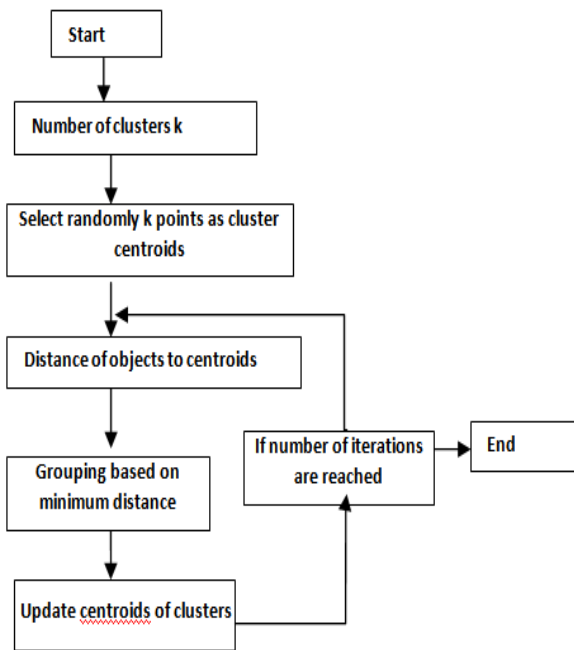 Start
Number of clusters k
Select randomly k points as cluster
centroids
Distance of objects to centroids
Grouping based on
minimum distance
Update centroids of clusters
If number of iterations
are reached
End